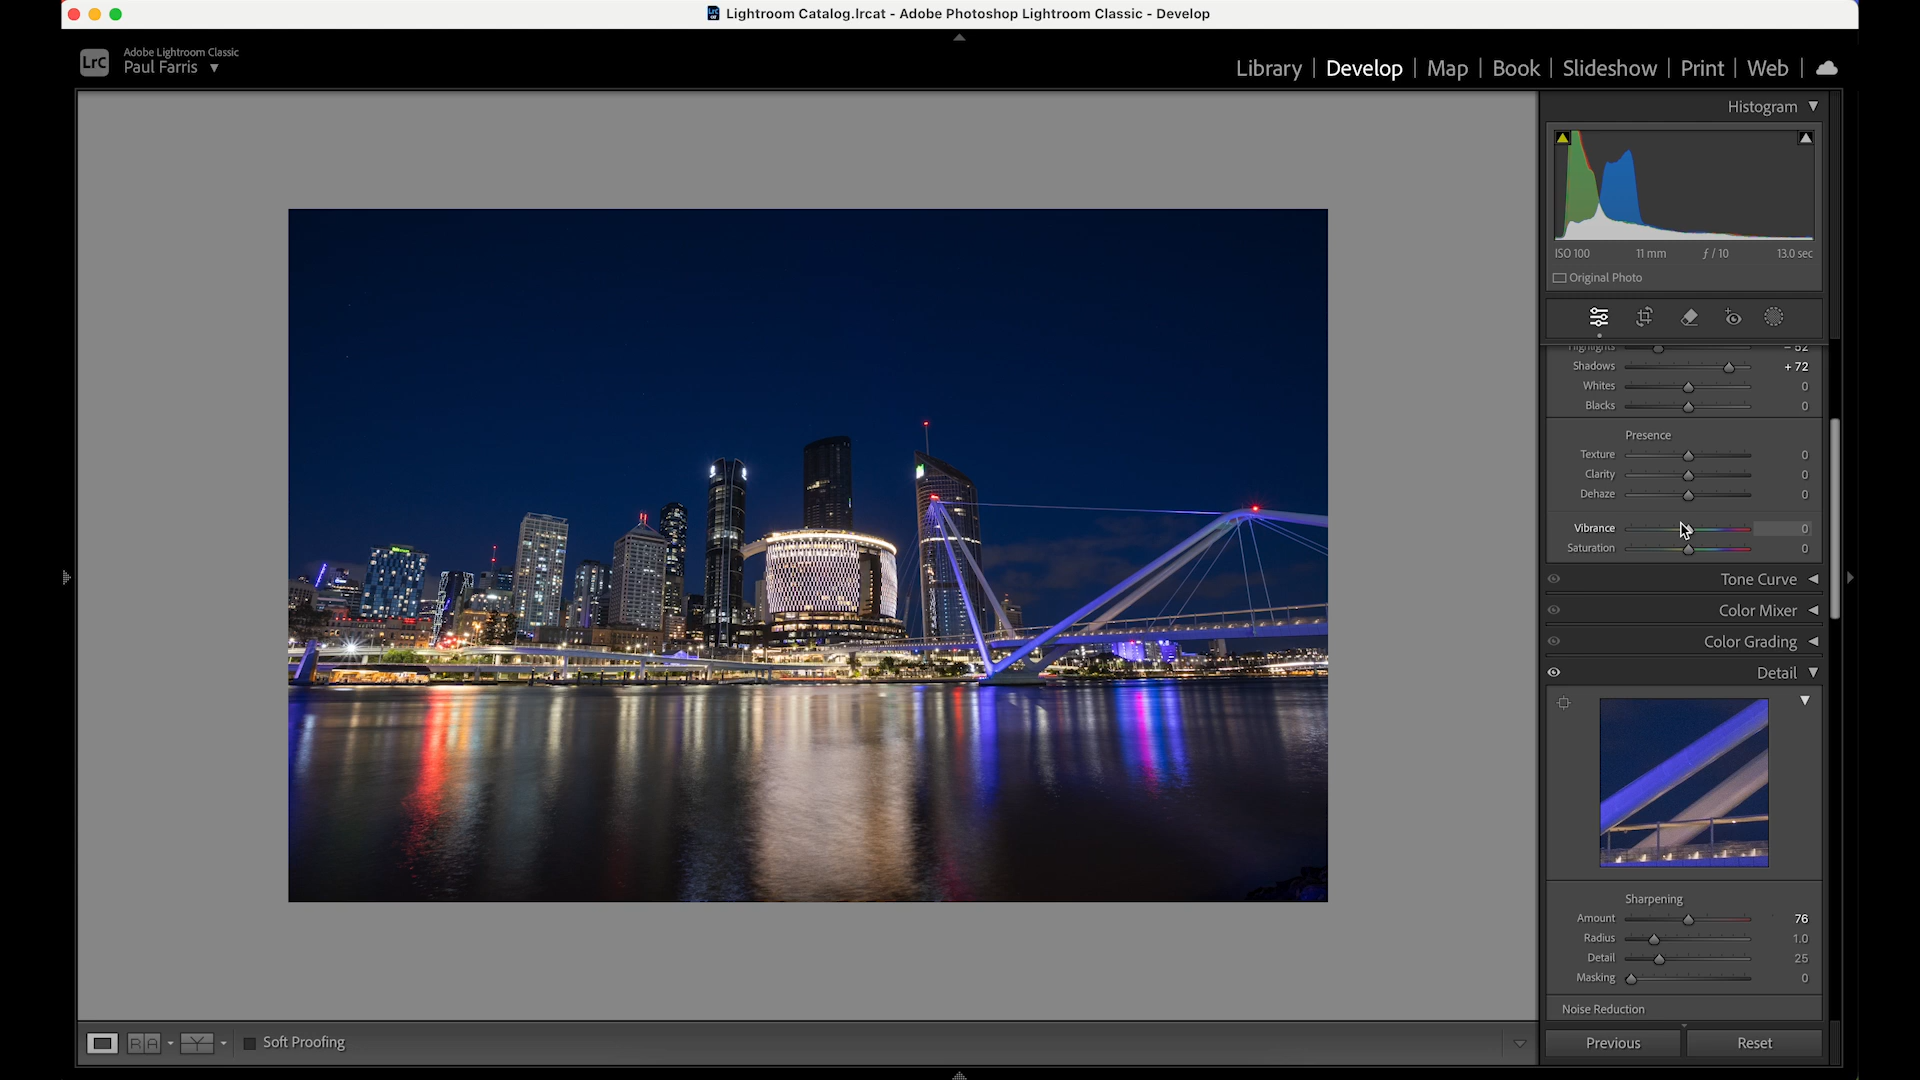 Lightroom Catalog.lrcat - Adobe Photoshop Lightroom Classic - Develop
LrC
Adobe Lightroom Classic
Paul Farris
Library | Develop | Map | Book | Slideshow | Print | Web |
Histogram
ISO 100 11 mm ƒ / 10 13.0 sec
Original Photo
Highlights - 52
Shadows + 72
Whites 0
Blacks 0
Presence
Texture 0
Clarity 0
Dehaze 0
Vibrance 0
Saturation 0
Tone Curve
Color Mixer
Color Grading
Detail
Sharpening
Amount 76
Radius 1.0
Detail 25
Masking 0
Noise Reduction
R A Y Soft Proofing
Previous Reset